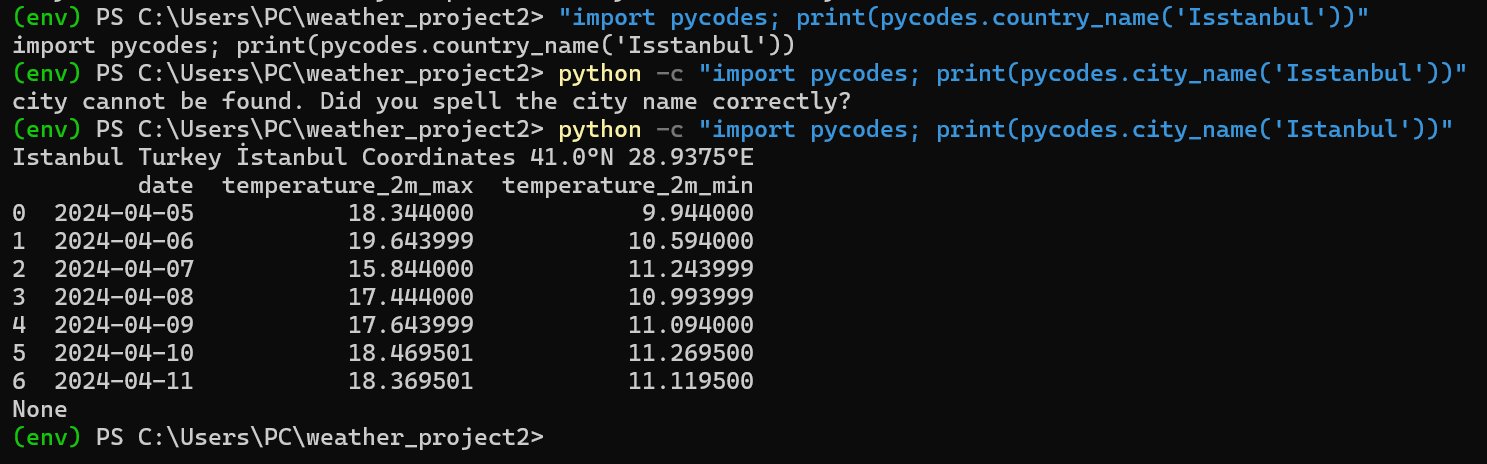 (env) PS C:\Users\PC\weather_project2> "import pycodes; print(pycodes.country_name('Isstanbul'))"
import pycodes; print(pycodes.country_name('Isstanbul'))
(env) PS C:\Users\PC\weather_project2> python -c "import pycodes; print(pycodes.city_name('Isstanbul'))"
city cannot be found. Did you spell the city name correctly?
(env) PS C:\Users\PC\weather_project2> python -c "import pycodes; print(pycodes.city_name('Istanbul'))"
Istanbul Turkey İstanbul Coordinates 41.0°N 28.9375°E
        date  temperature_2m_max  temperature_2m_min
0  2024-04-05           18.344000            9.944000
1  2024-04-06           19.643999           10.594000
2  2024-04-07           15.844000           11.243999
3  2024-04-08           17.444000           10.993999
4  2024-04-09           17.643999           11.094000
5  2024-04-10           18.469501           11.269500
6  2024-04-11           18.369501           11.119500
None
(env) PS C:\Users\PC\weather_project2>